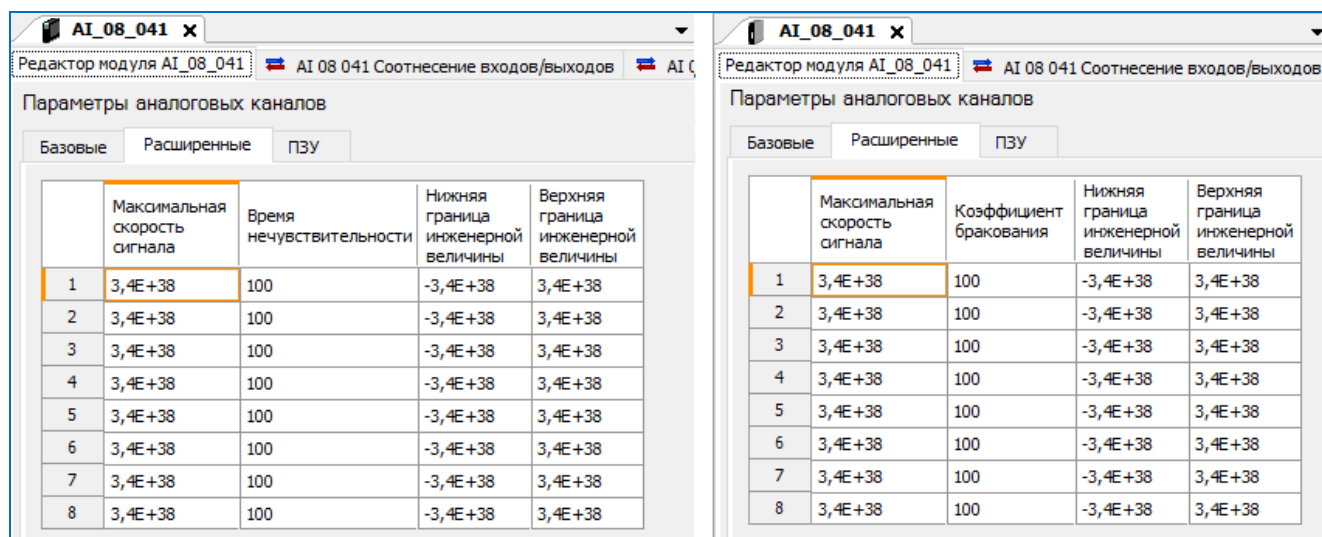 AI_08_041 x
Редактор модуля AI_08_041 AI 08 041 Соотнесение входов/выходов AI
Параметры аналоговых каналов
Базовые Расширенные ПЗУ
Максимальная скорость сигнала Время нечувствительности Нижняя граница инженерной величины Верхняя граница инженерной величины
1 3,4E+38 100 -3,4E+38 3,4E+38
2 3,4E+38 100 -3,4E+38 3,4E+38
3 3,4E+38 100 -3,4E+38 3,4E+38
4 3,4E+38 100 -3,4E+38 3,4E+38
5 3,4E+38 100 -3,4E+38 3,4E+38
6 3,4E+38 100 -3,4E+38 3,4E+38
7 3,4E+38 100 -3,4E+38 3,4E+38
8 3,4E+38 100 -3,4E+38 3,4E+38
AI_08_041 x
Редактор модуля AI_08_041 AI 08 041 Соотнесение входов/выходов
Параметры аналоговых каналов
Базовые Расширенные ПЗУ
Максимальная скорость сигнала Коэффициент бракования Нижняя граница инженерной величины Верхняя граница инженерной величины
1 3,4E+38 100 -3,4E+38 3,4E+38
2 3,4E+38 100 -3,4E+38 3,4E+38
3 3,4E+38 100 -3,4E+38 3,4E+38
4 3,4E+38 100 -3,4E+38 3,4E+38
5 3,4E+38 100 -3,4E+38 3,4E+38
6 3,4E+38 100 -3,4E+38 3,4E+38
7 3,4E+38 100 -3,4E+38 3,4E+38
8 3,4E+38 100 -3,4E+38 3,4E+38